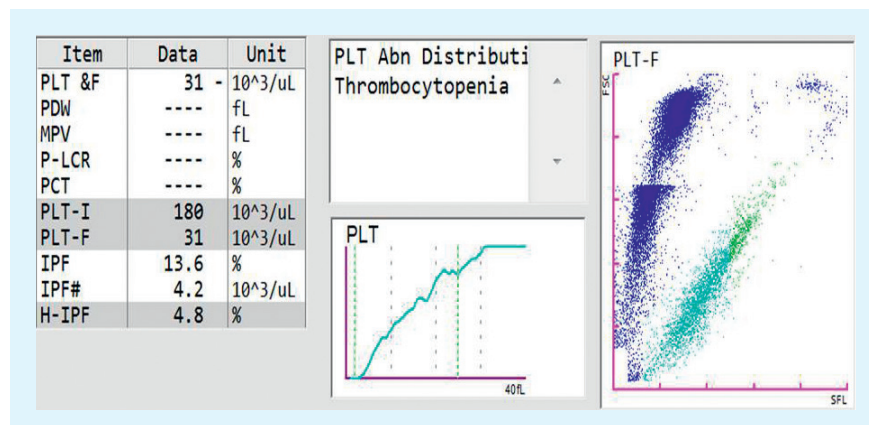 Item Data Unit
PLT &F 31 - 10^3/uL
PDW ---- fL
MPV ---- fL
P-LCR ---- %
PCT ---- %
PLT-I 180 10^3/uL
PLT-F 31 10^3/uL
IPF 13.6 %
IPF# 4.2 10^3/uL
H-IPF 4.8 %
PLT Abn Distributi
Thrombocytopenia
PLT
40fL
PLT-F
FSC
SFL